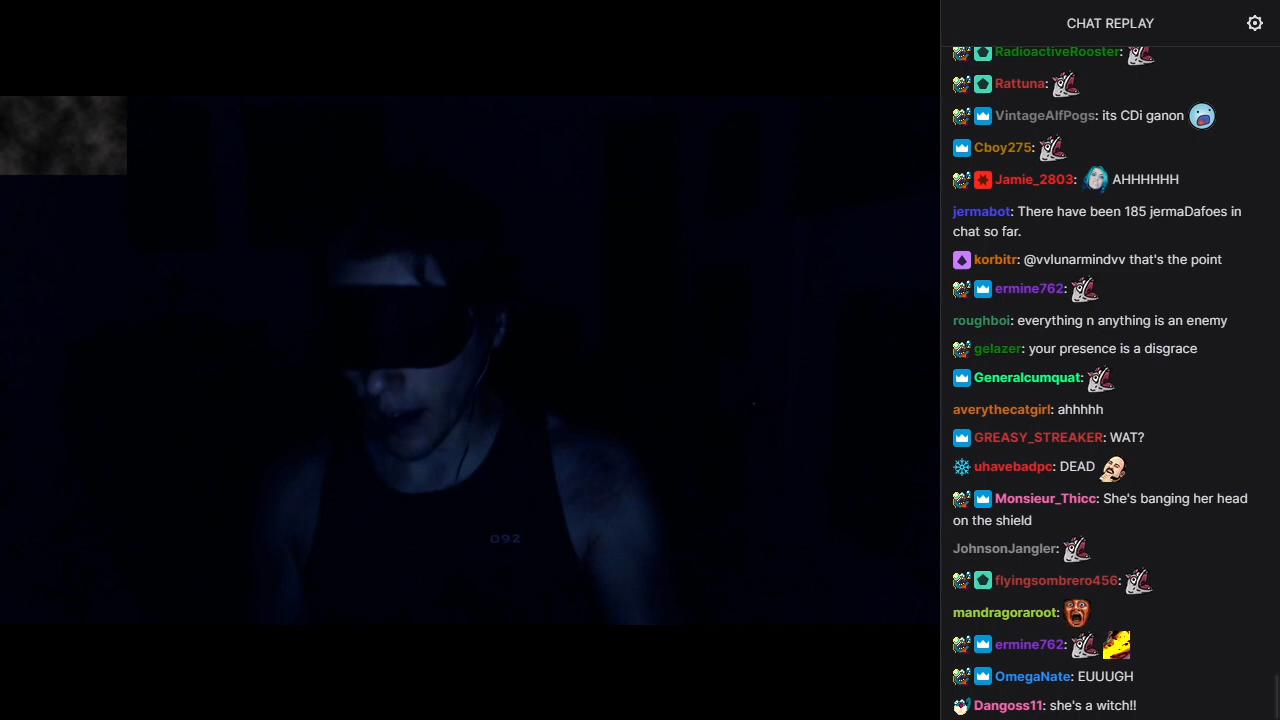 CHAT REPLAY
RadioactiveRooster:
Rattuna:
VintageAlfPogs: its CDi ganon
Cboy275:
Jamie_2803: AHHHHHH
jermabot: There have been 185 jermaDafoes in
chat so far.
korbitr: @vvlunarmindvv that's the point
ermine762:
roughboi: everything n anything is an enemy
gelazer: your presence is a disgrace
Generalcumquat:
averythecatgirl: ahhhhh
GREASY_STREAKER: WAT?
uhavebadpc: DEAD
Monsieur_Thicc: She's banging her head
on the shield
JohnsonJangler:
flyingsombrero456:
mandragoraroot:
ermine762:
OmegaNate: EUUUGH
Dangoss11: she's a witch!!
092